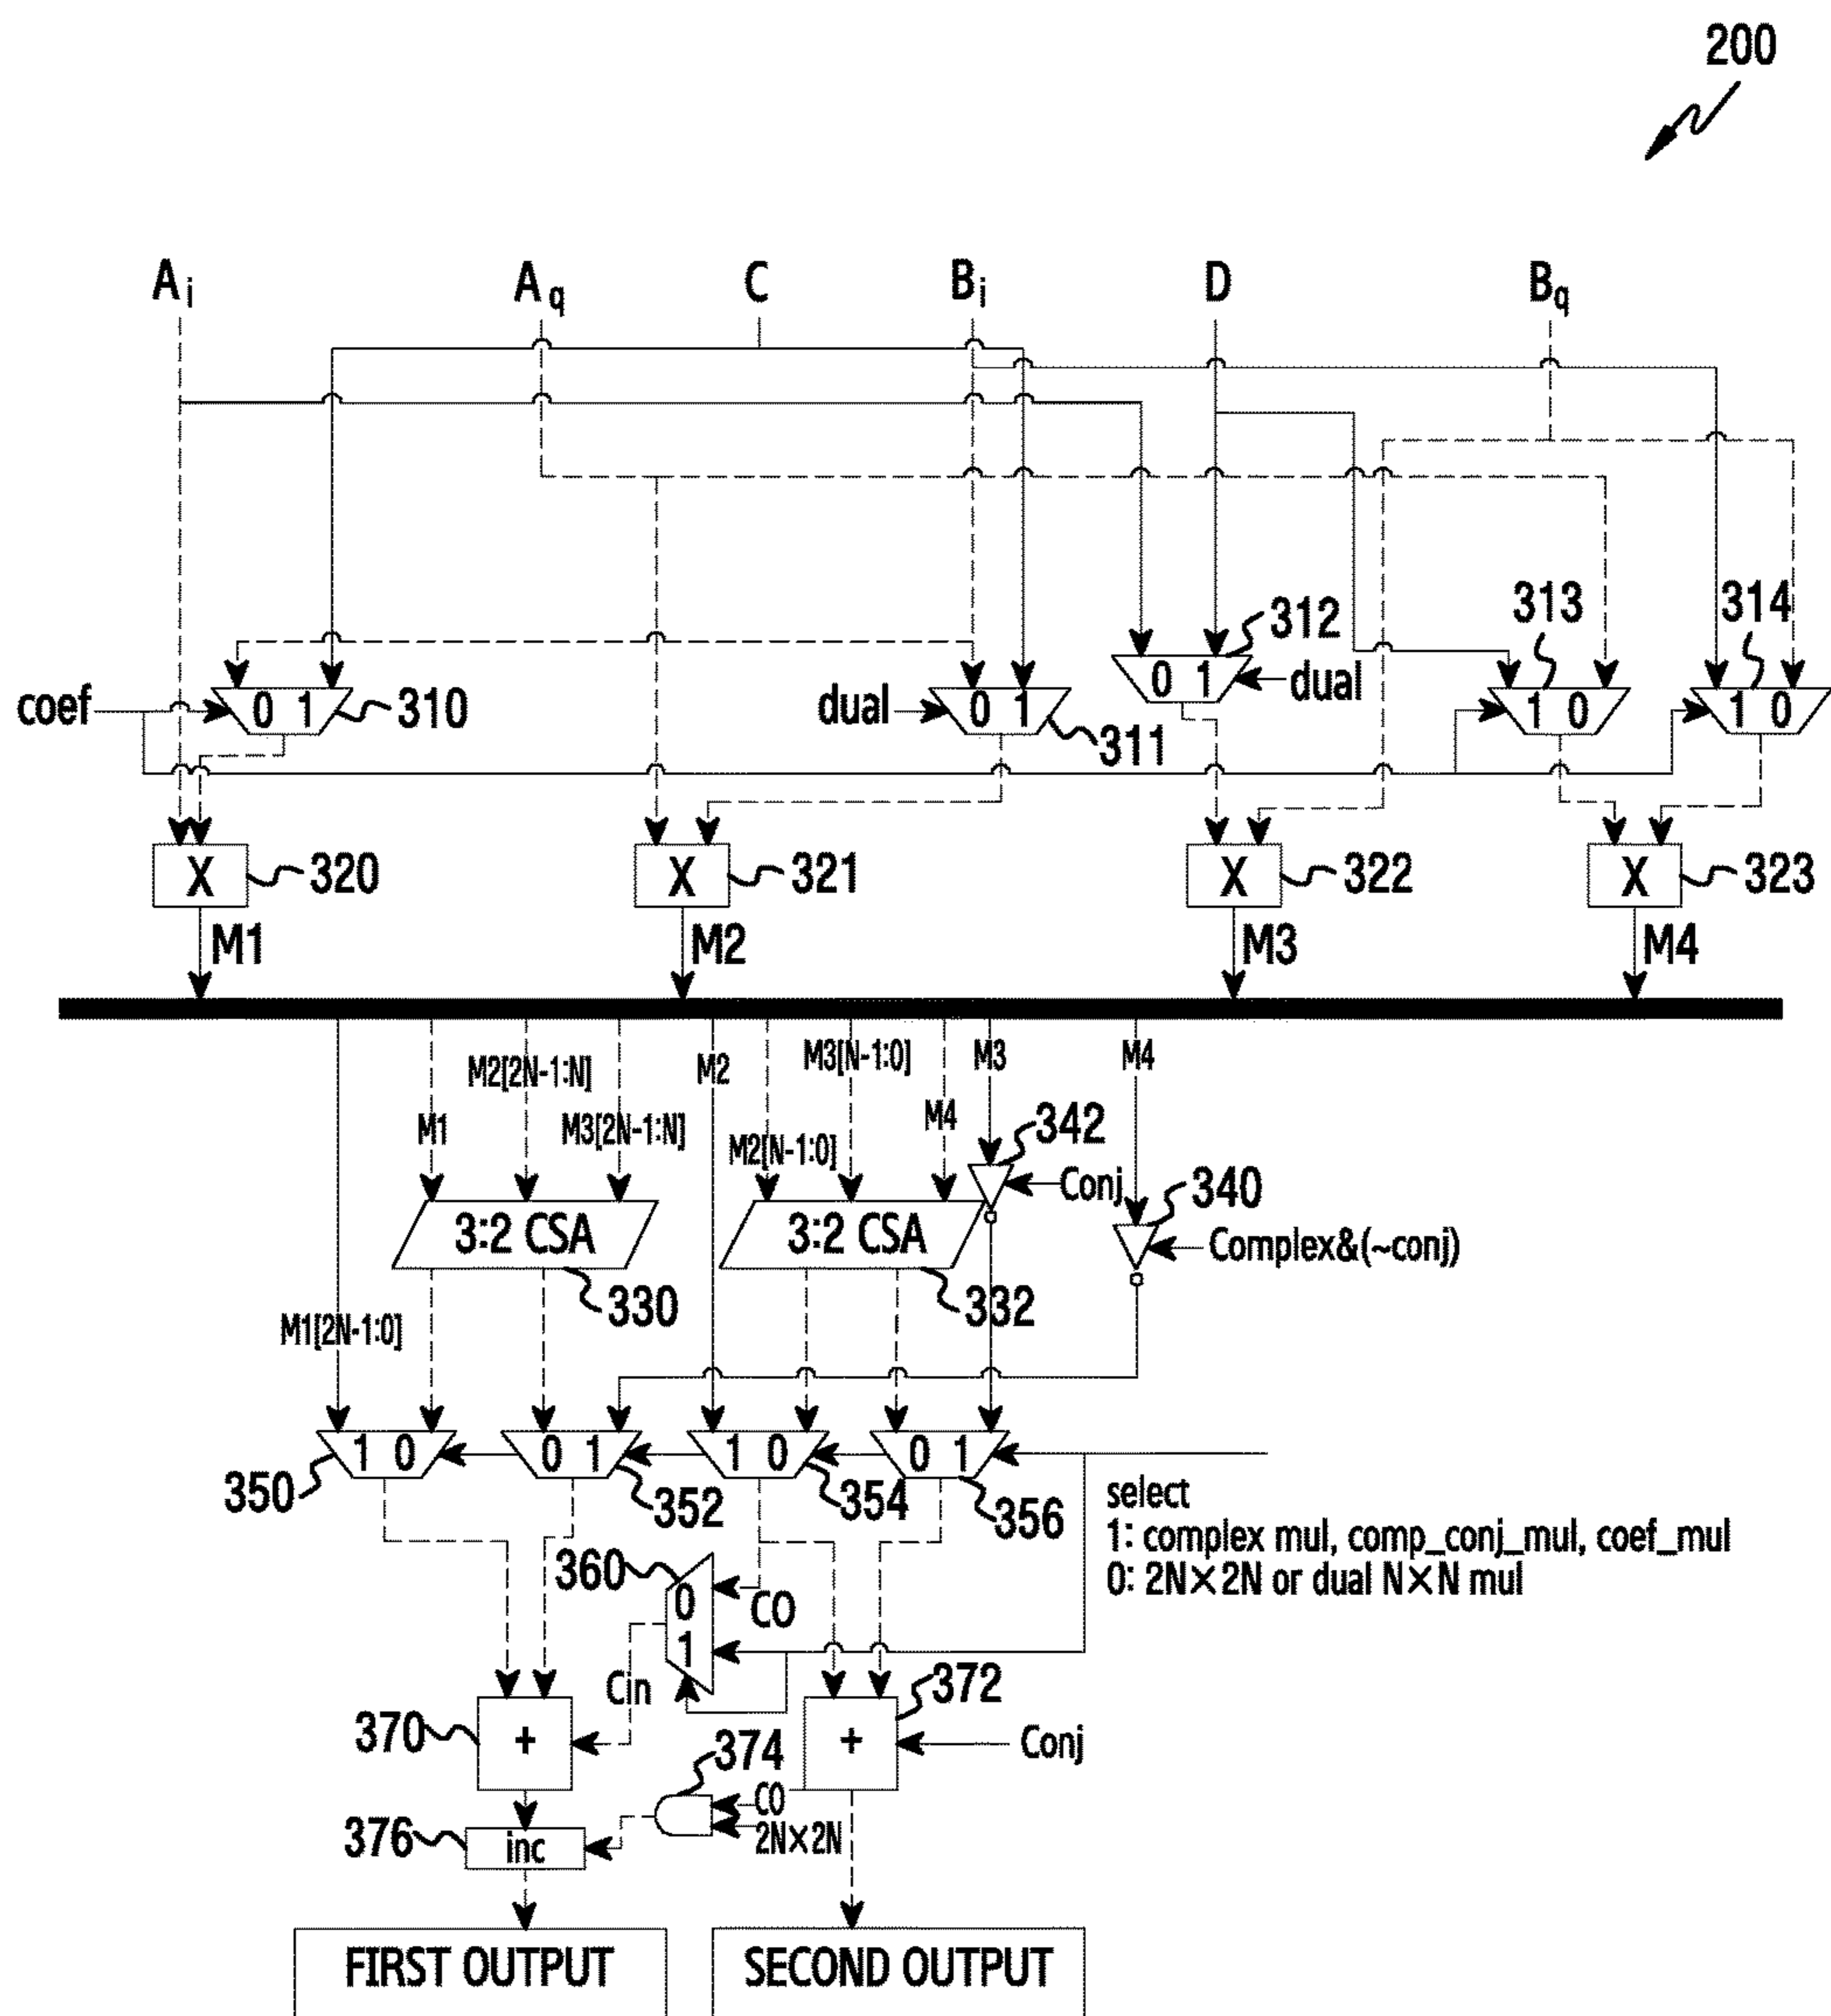 200
A i A q C B i D B q
312 313 314
0 1 dual
coef 0 1 310 dual 0 1 1 0 1 0
311
X 320 X 321 X 322 X 323
M1 M2 M3 M4
M3[N-1:0] M3 M4
M2[2N-1:N] M2
M1 M3[2N-1:N] M4 342
M2[N-1:0]
Conj 340
3:2 CSA 3:2 CSA Complex&(~conj)
330 332
M1[2N-1:0]
1 0 0 1 1 0 0 1
350 352 354 356 select
1: complex mul, comp_conj_mul, coef_mul
360 0 CO 0: 2N×2N or dual N×N mul
1
Cin 372
370 + + Conj
374
CO
376 inc 2N×2N
FIRST OUTPUT SECOND OUTPUT